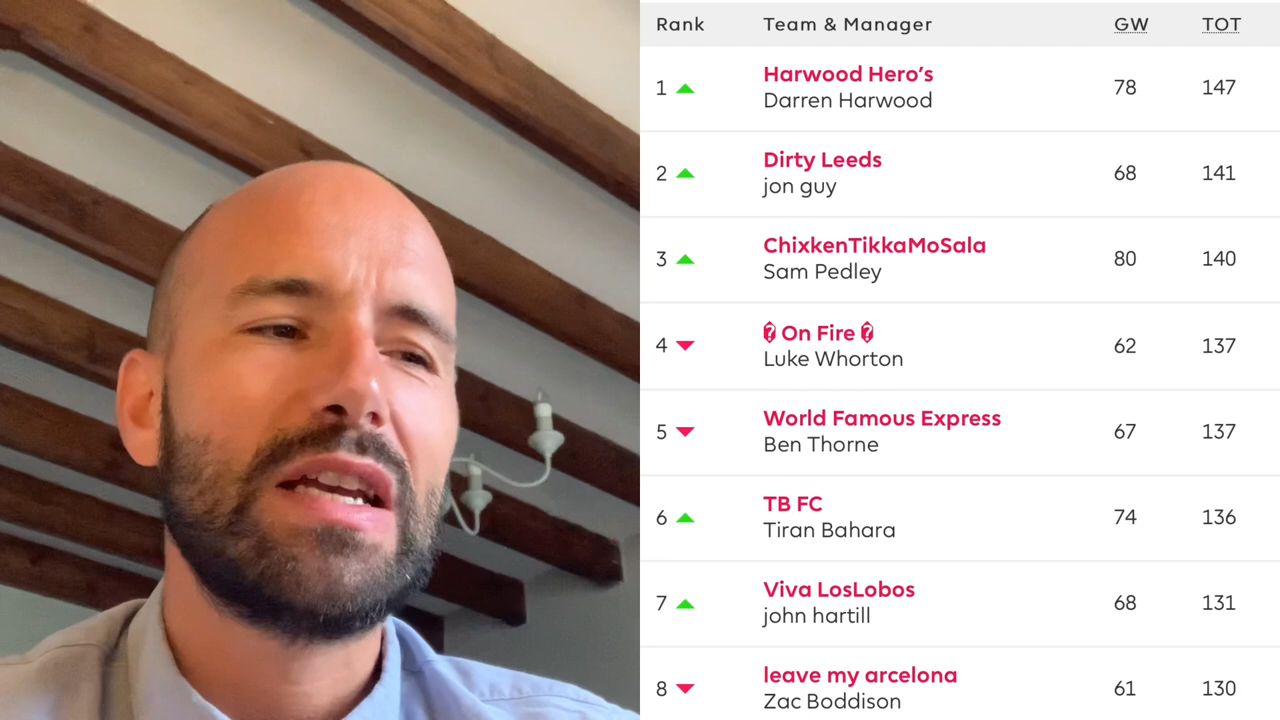 Rank Team & Manager GW TOT
1 Harwood Hero’s 78 147
Darren Harwood
2 Dirty Leeds 68 141
jon guy
3 ChixkenTikkaMoSala 80 140
Sam Pedley
4 � On Fire � 62 137
Luke Whorton
5 World Famous Express 67 137
Ben Thorne
6 TB FC 74 136
Tiran Bahara
7 Viva LosLobos 68 131
john hartill
8 leave my arcelona 61 130
Zac Boddison